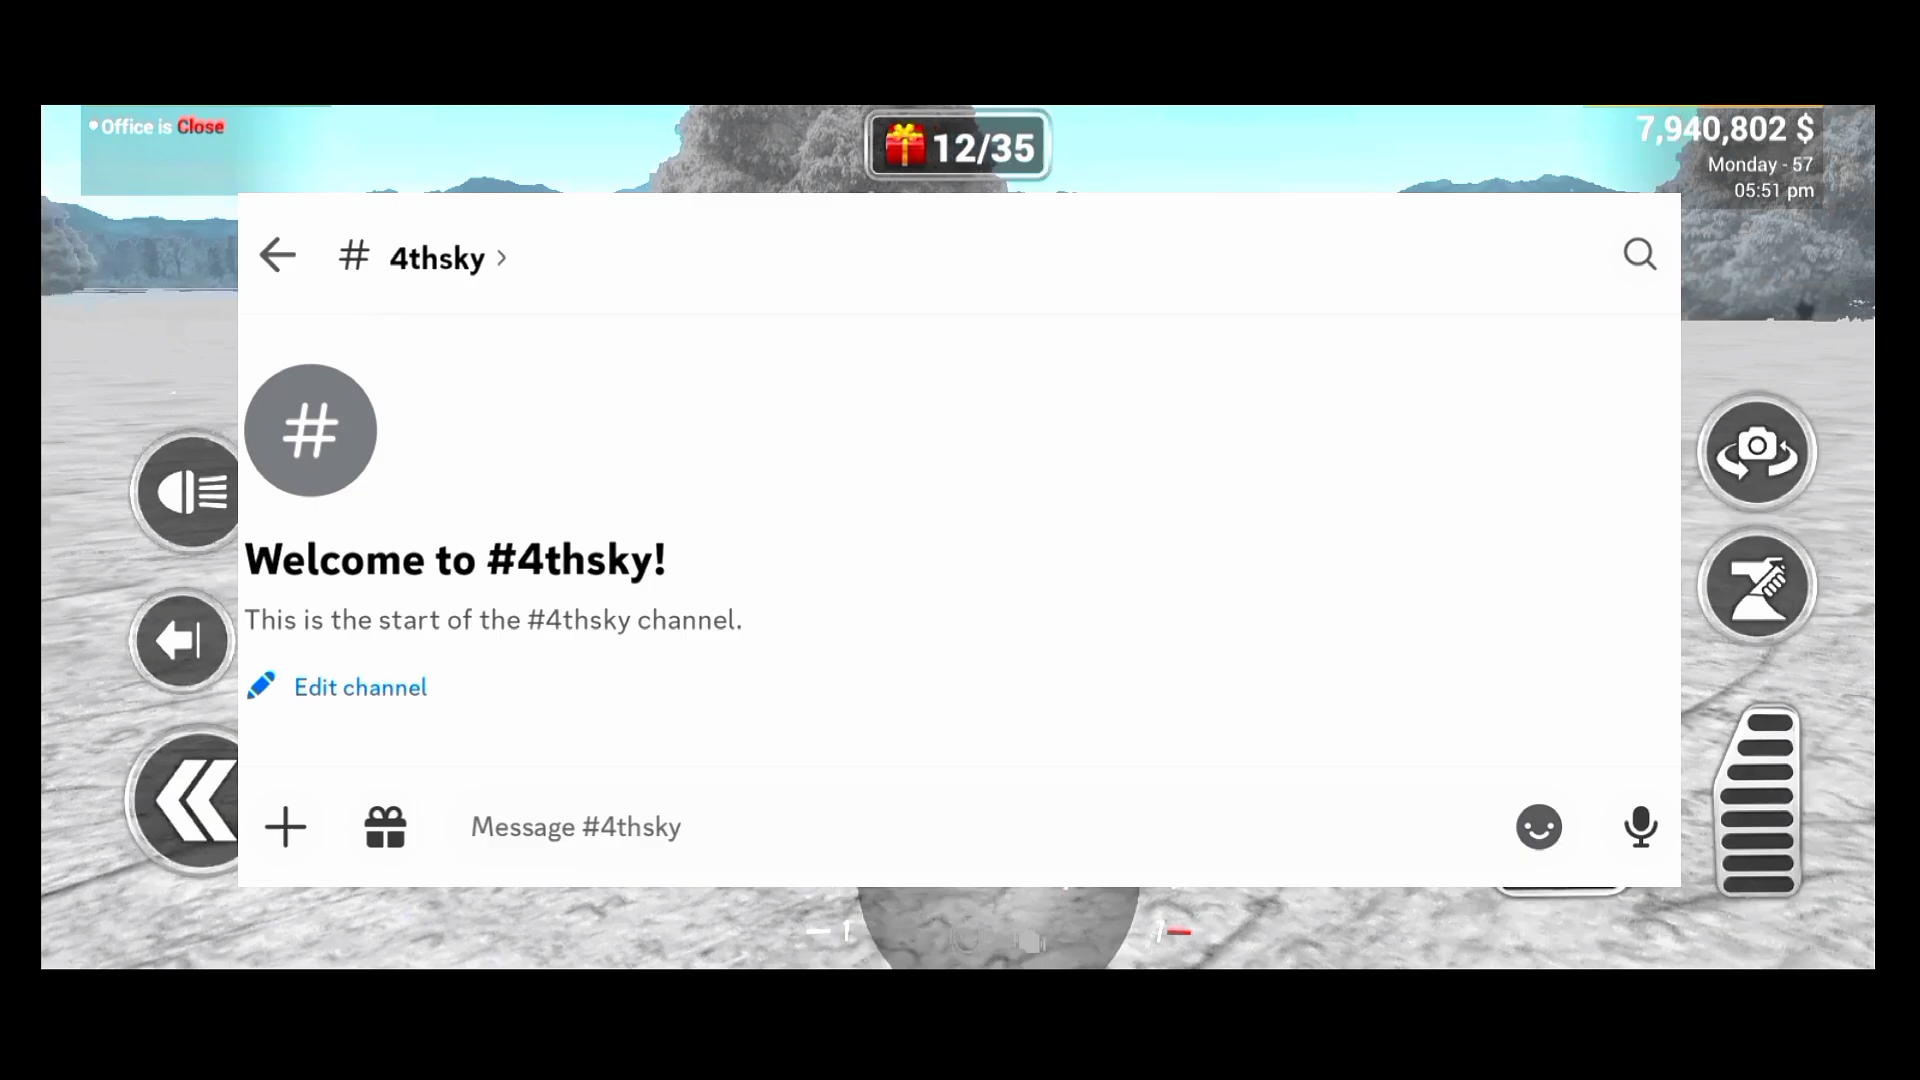 • Office is Close
12/35
7,940,802 $
Monday - 57
05:51 pm
# 4thsky
#
Welcome to #4thsky!
This is the start of the #4thsky channel.
Edit channel
Message #4thsky